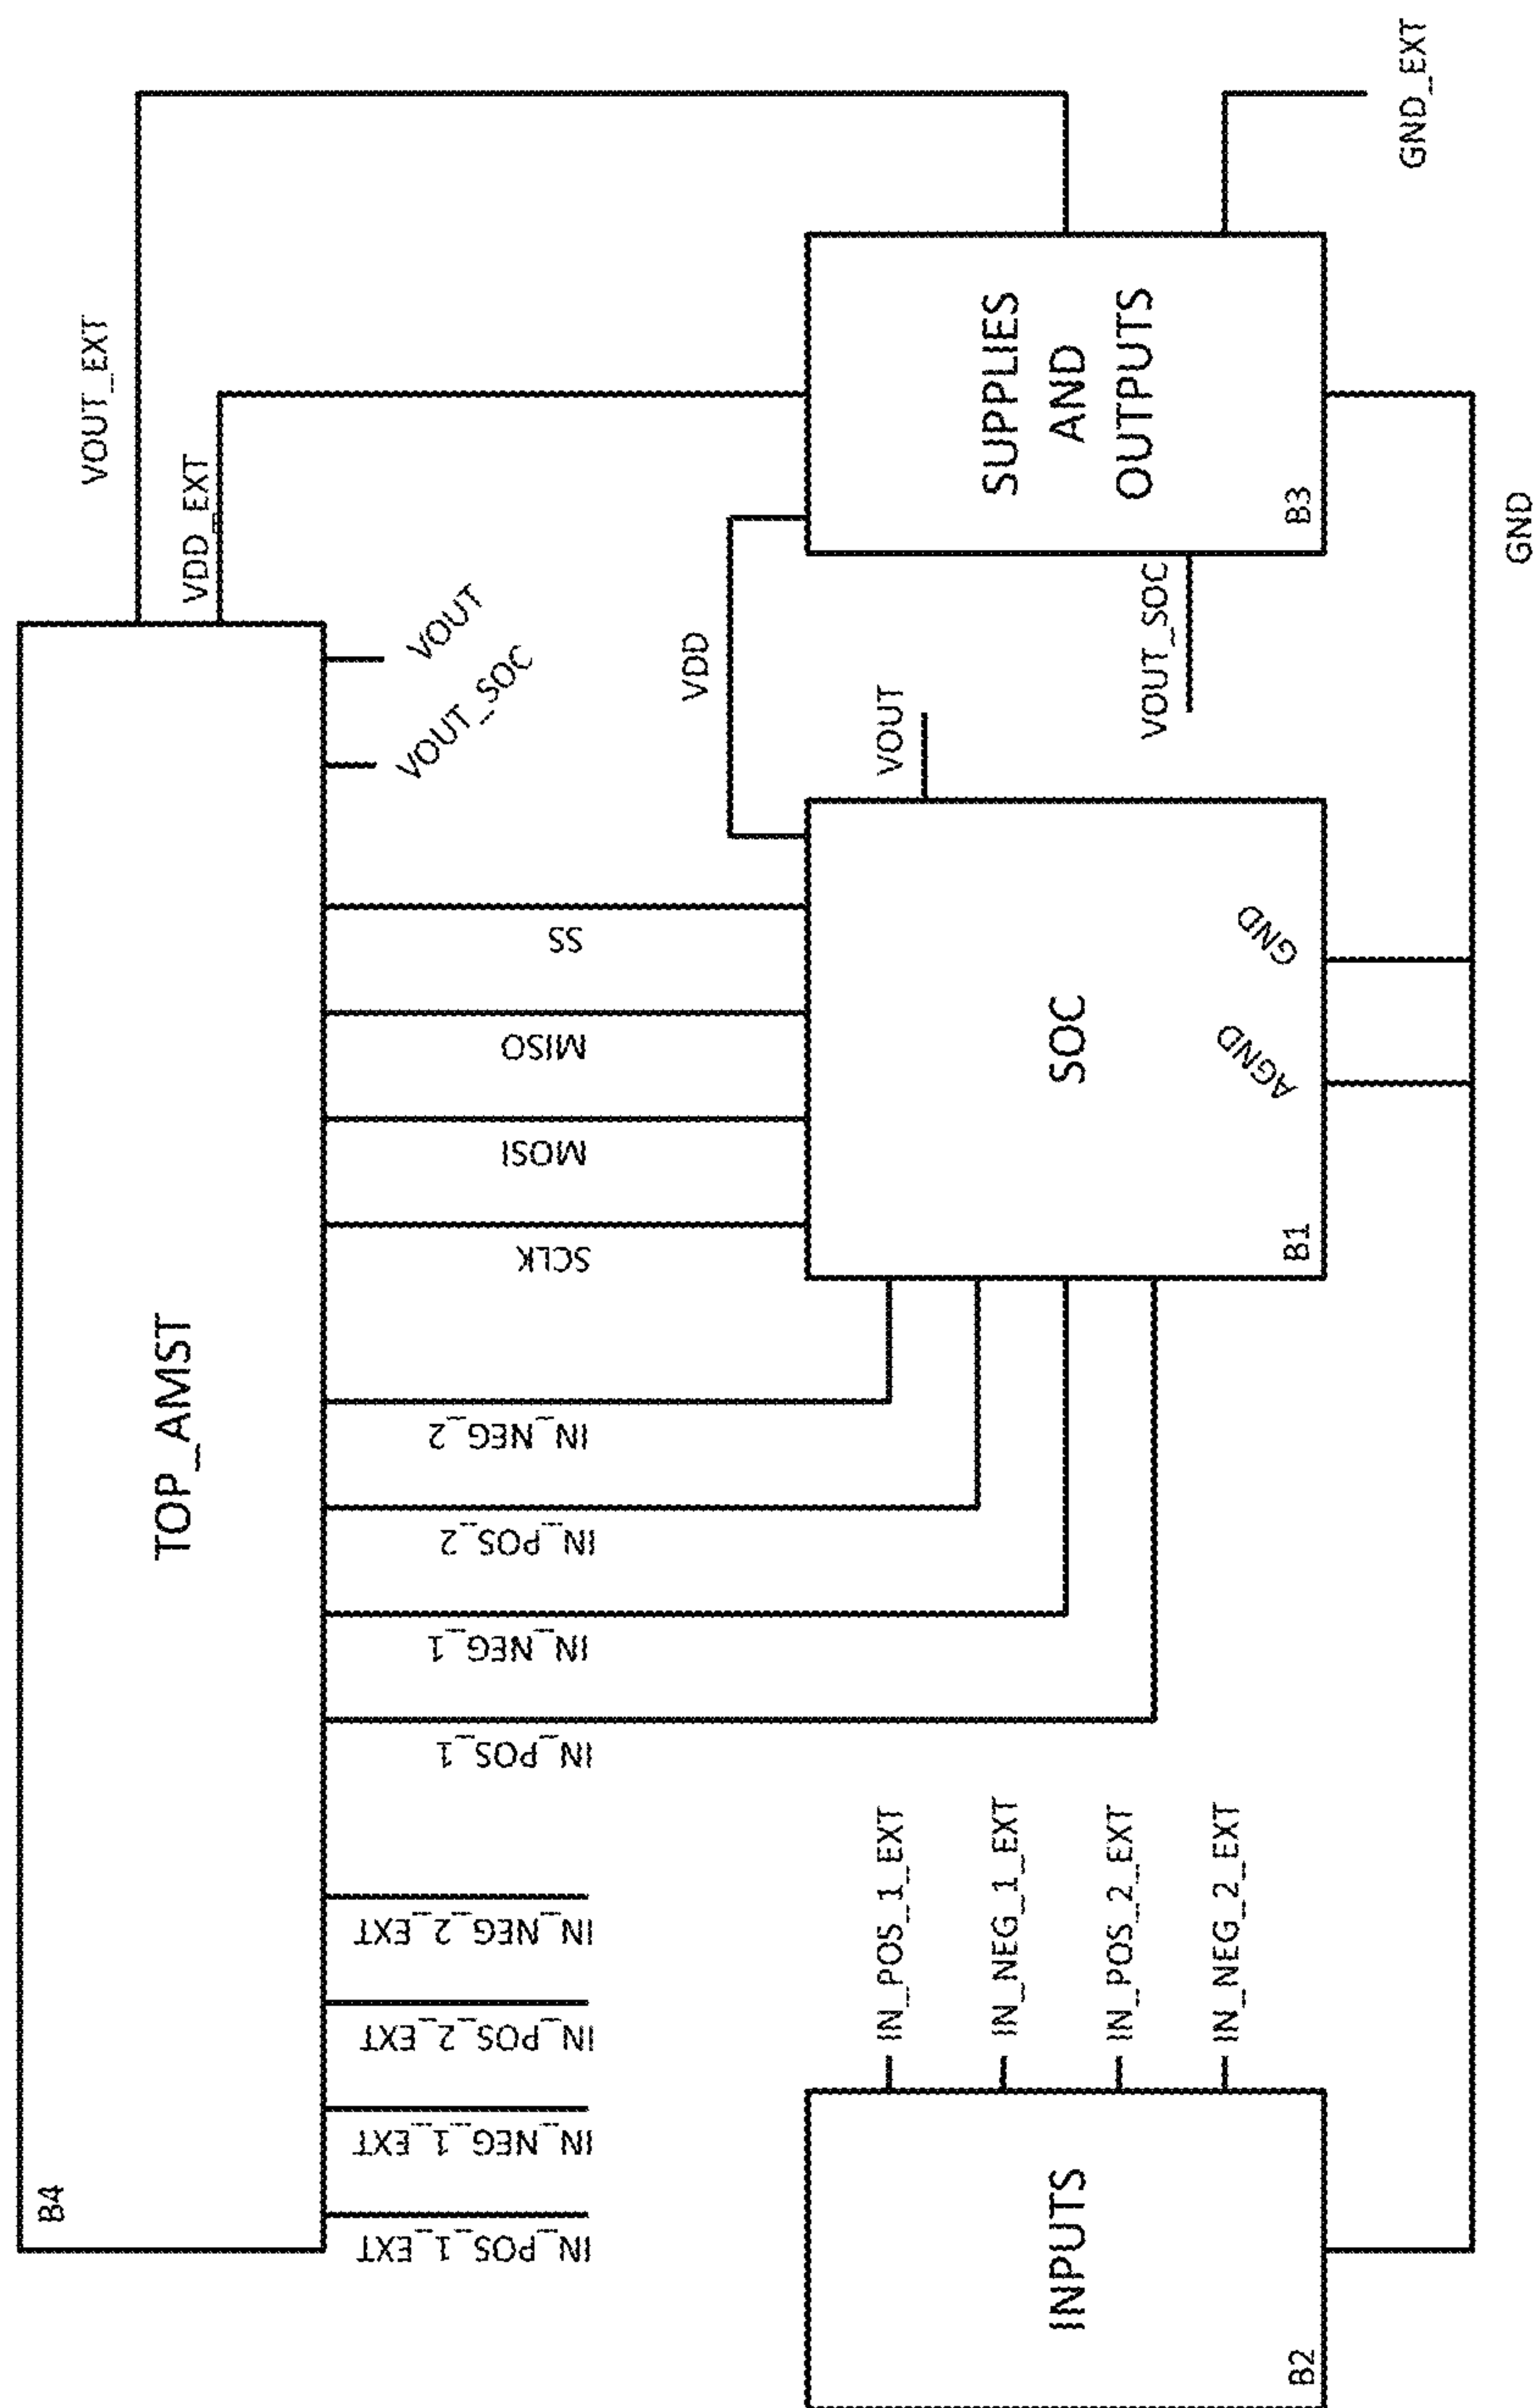 B4
TOP_AMST
VOUT_EXT
VDD_EXT
VOUT
VOUT_SOC
IN_POS_1_EXT
IN_NEG_1_EXT
IN_POS_2_EXT
IN_NEG_2_EXT
IN_POS_1
IN_NEG_1
IN_POS_2
IN_NEG_2
SCLK
MOSI
MISO
SS
VDD
INPUTS
B2
IN_POS_1_EXT
IN_NEG_1_EXT
IN_POS_2_EXT
IN_NEG_2_EXT
SOC
B1
AGND
GND
VOUT
VOUT_SOC
SUPPLIES
AND
OUTPUTS
B3
GND_EXT
GND